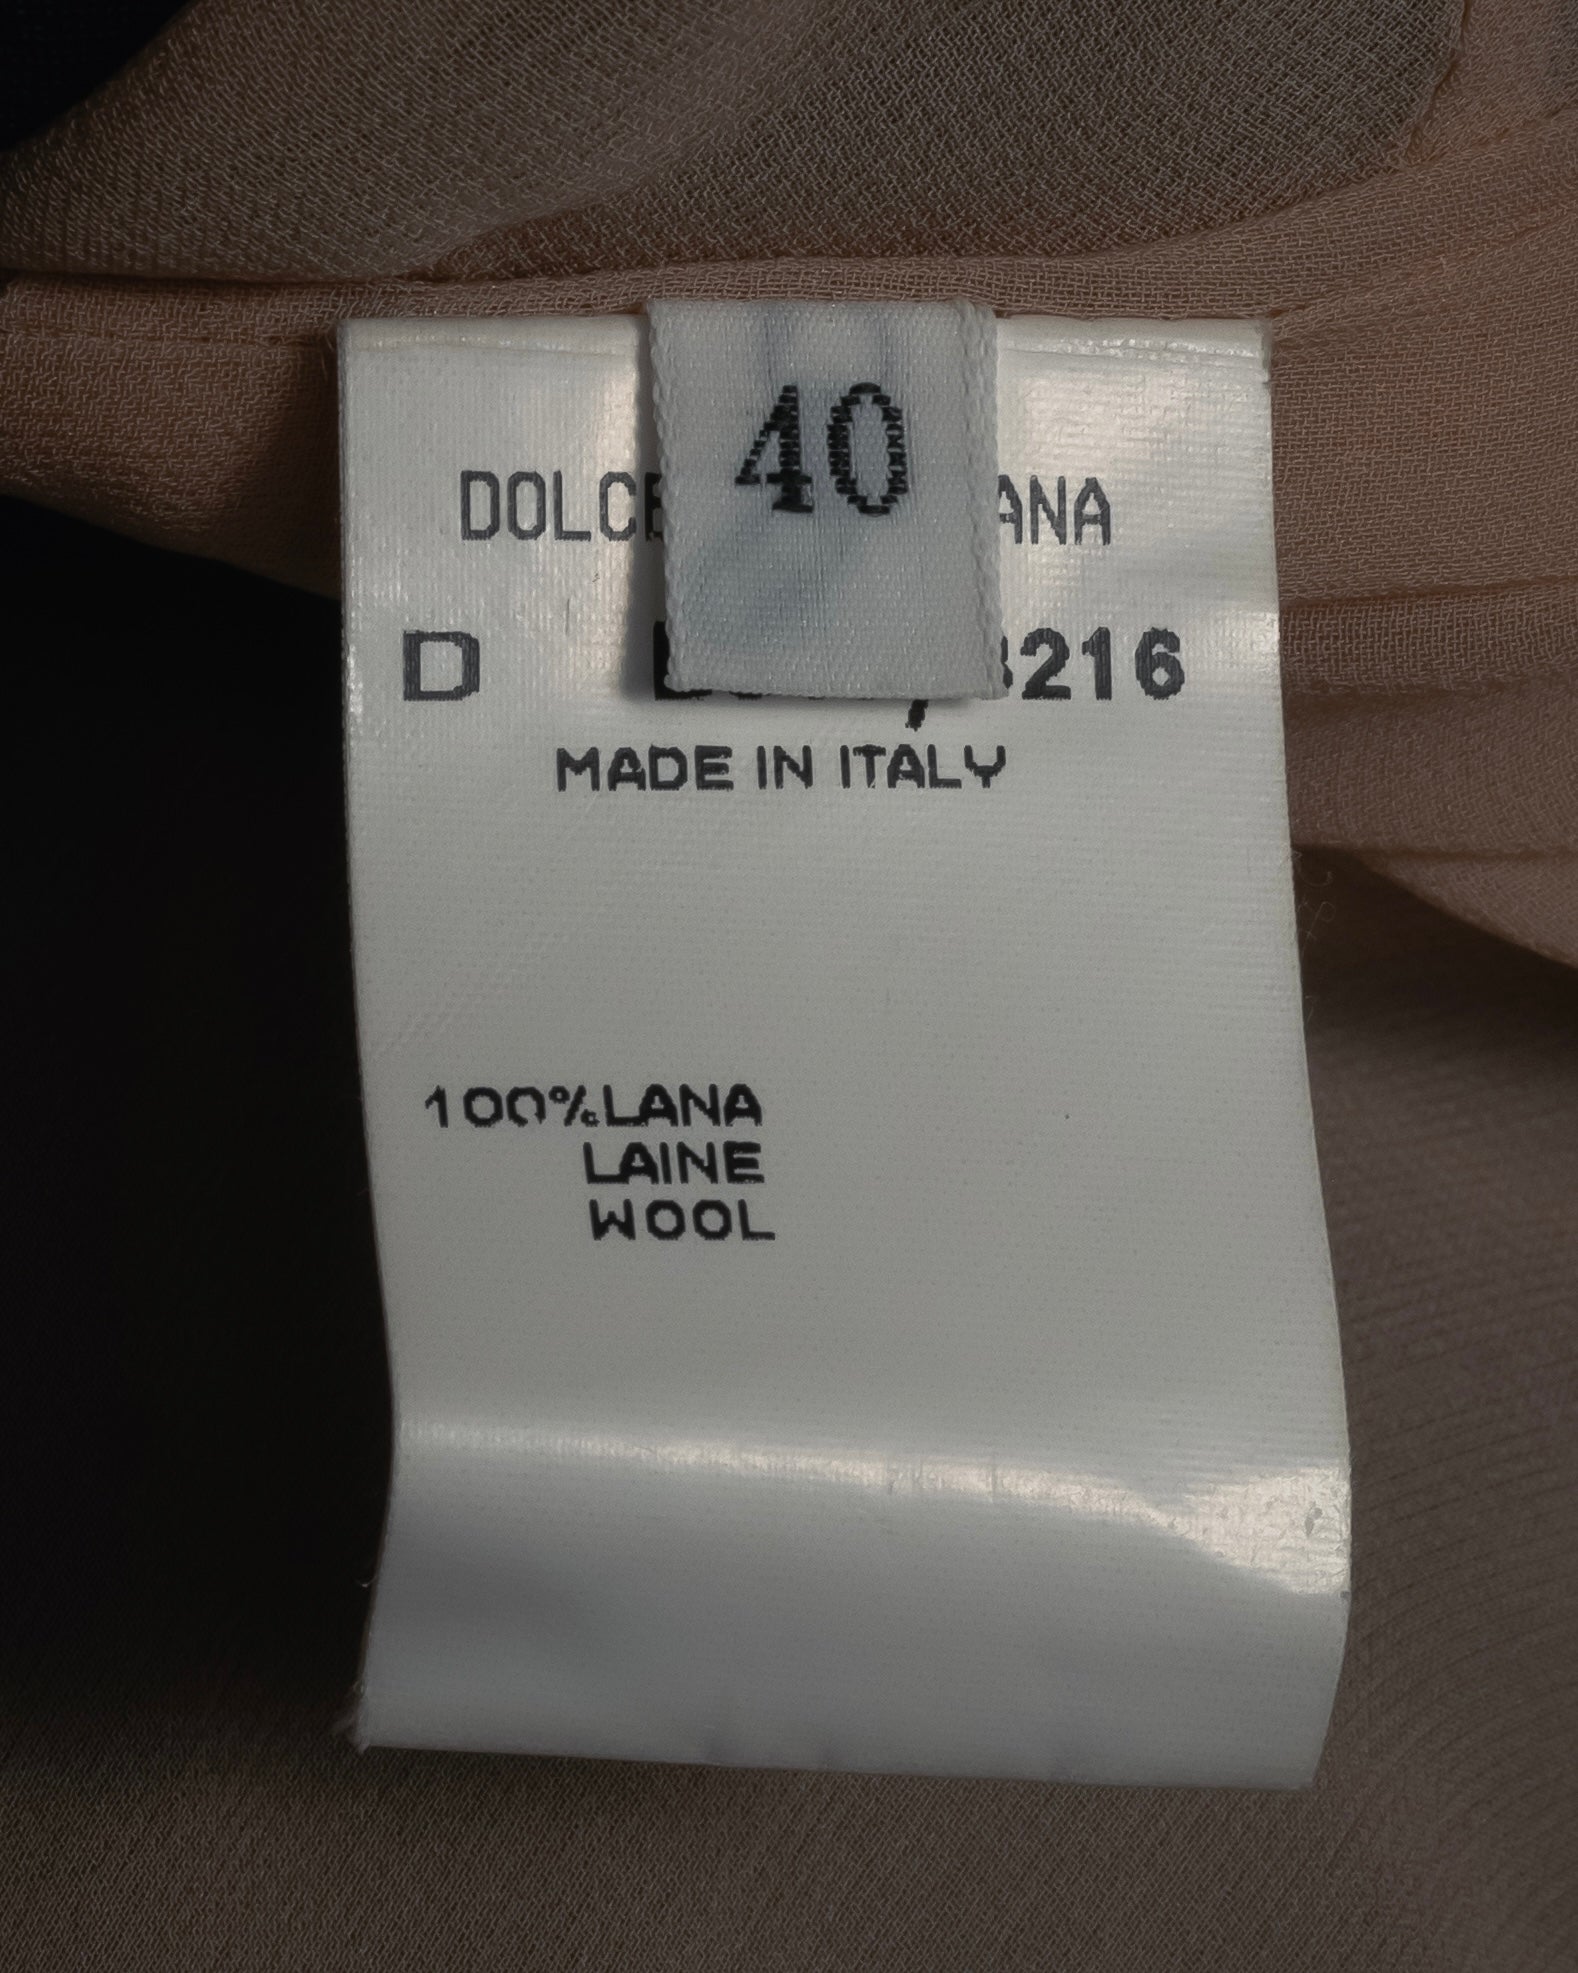 40
DOLCE ANA
D 3216
MADE IN ITALY
100%LANA
LAINE
WOOL